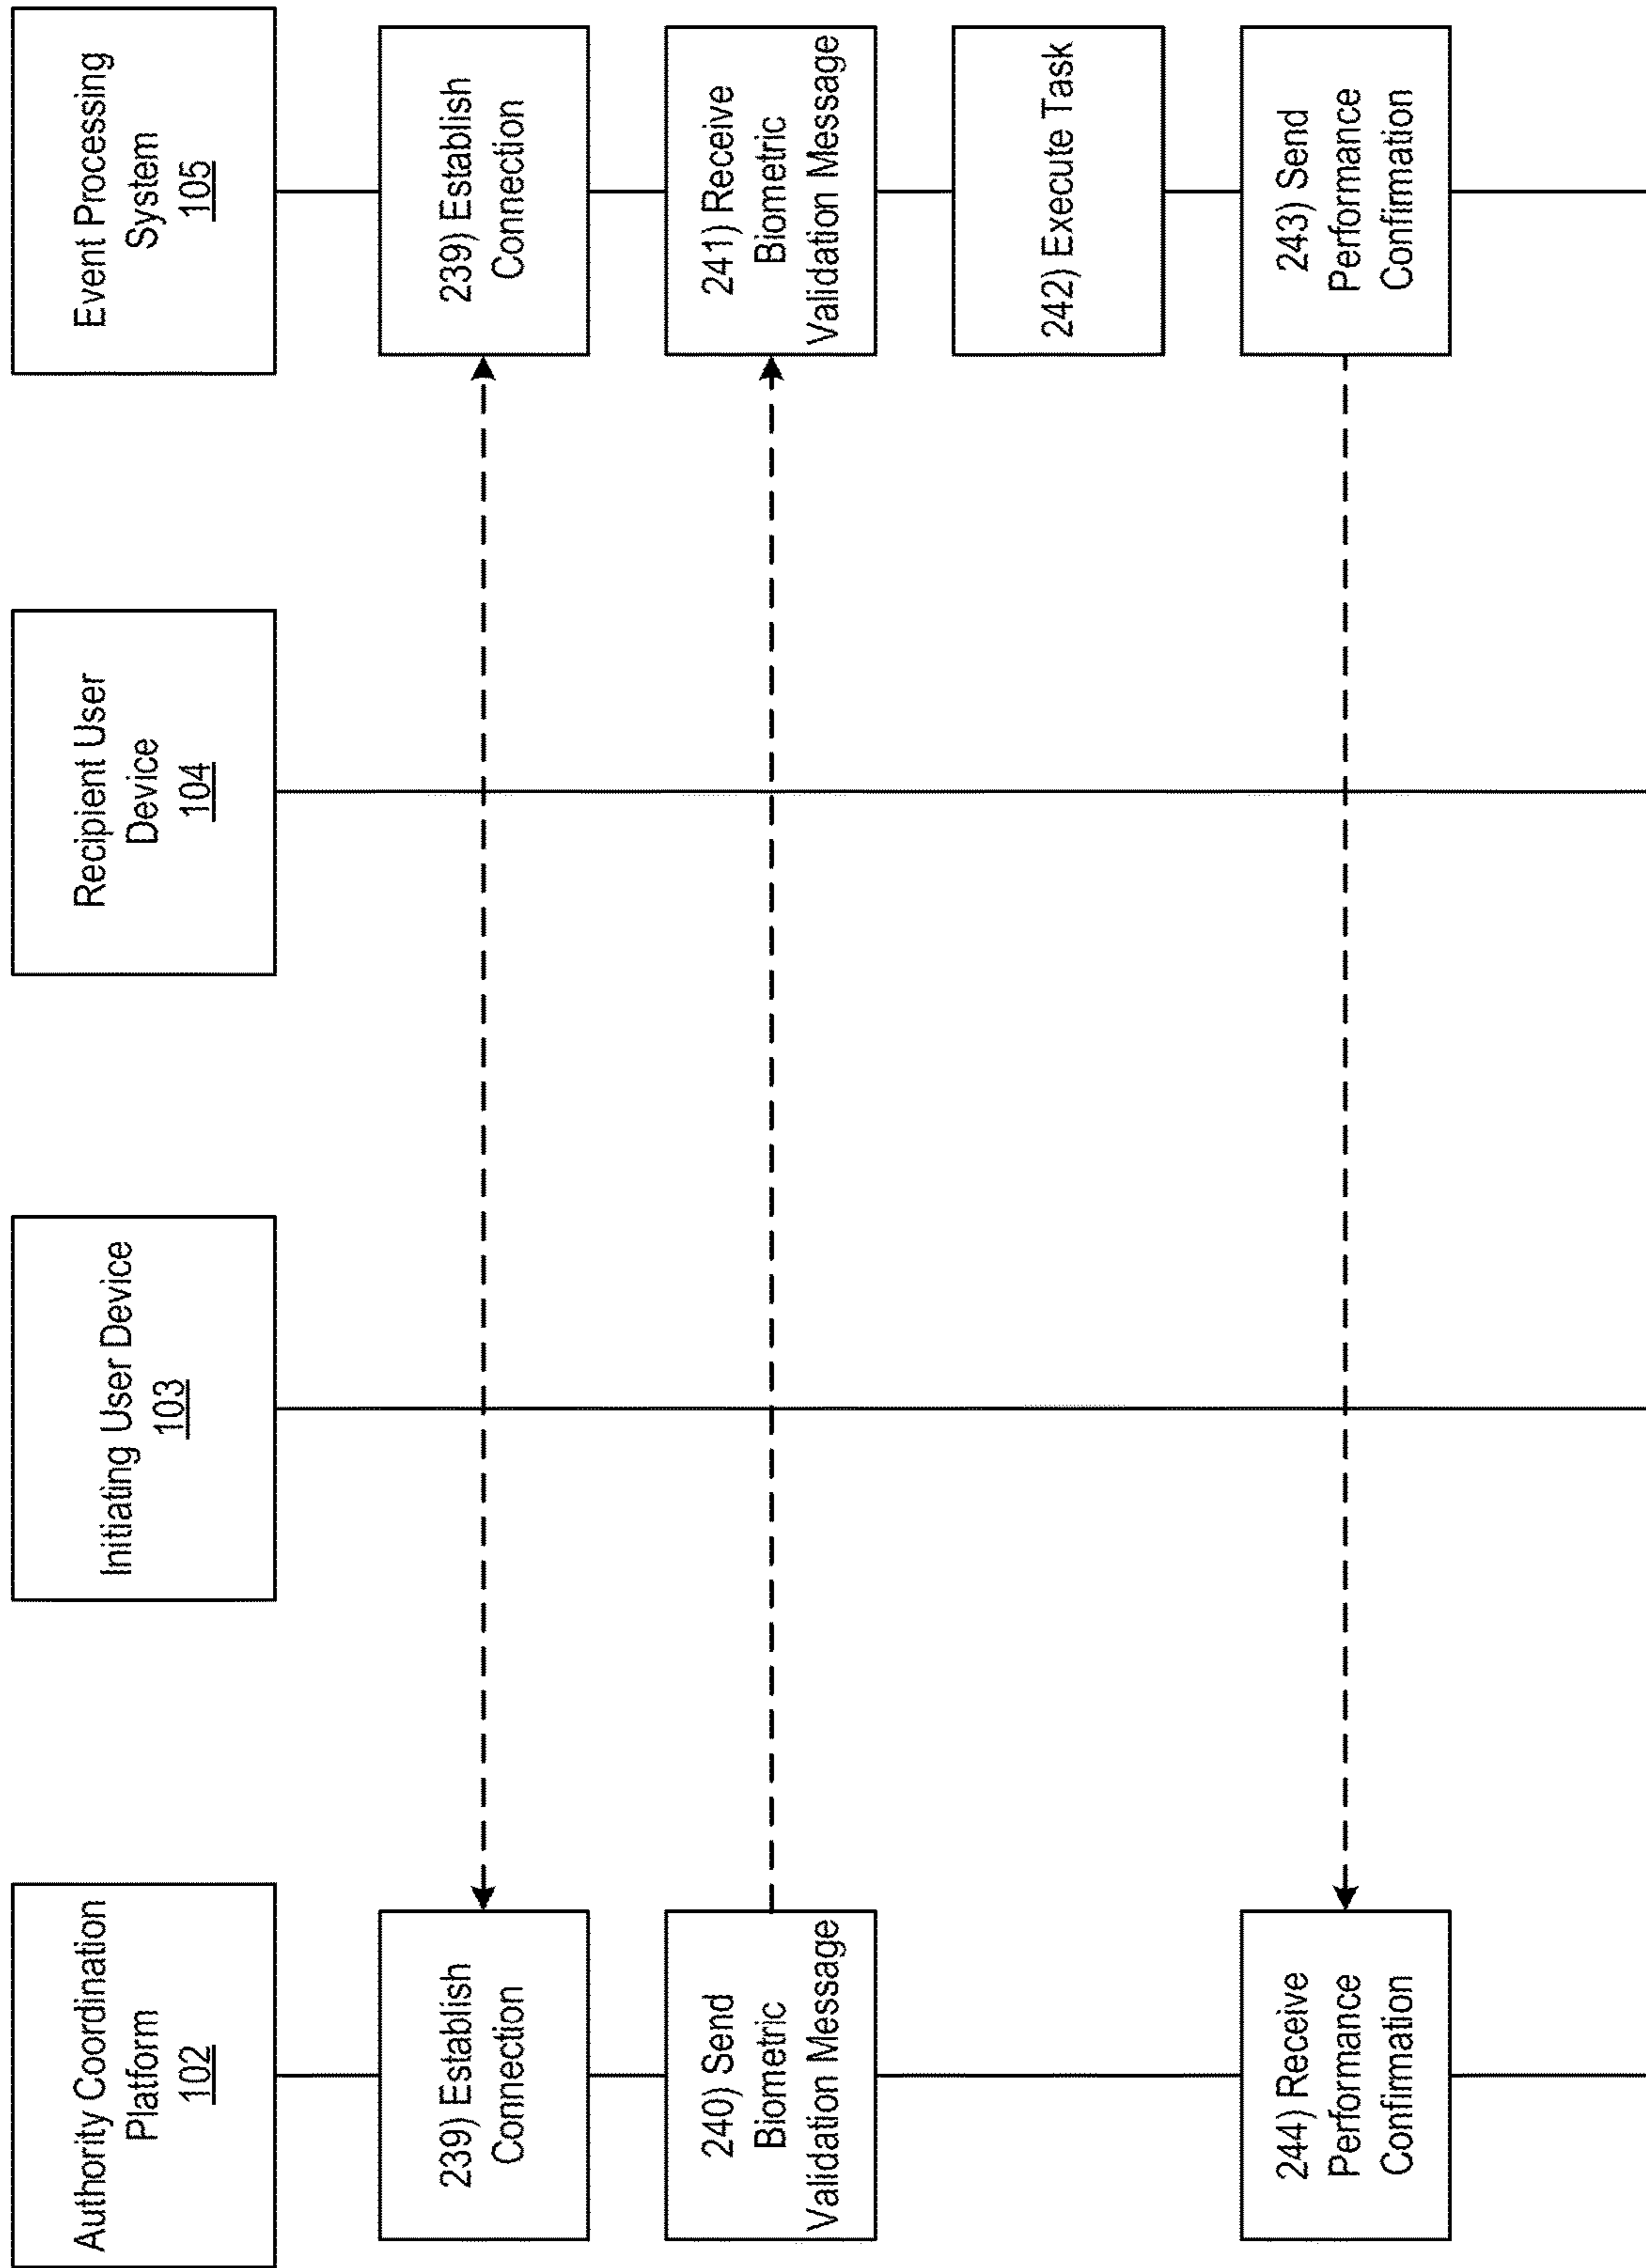 Authority Coordination
Platform
102
Initiating User Device
103
Recipient User
Device
104
Event Processing
System
105
239) Establish
Connection
239) Establish
Connection
240) Send
Biometric
Validation Message
241) Receive
Biometric
Validation Message
242) Execute Task
244) Receive
Performance
Confirmation
243) Send
Performance
Confirmation